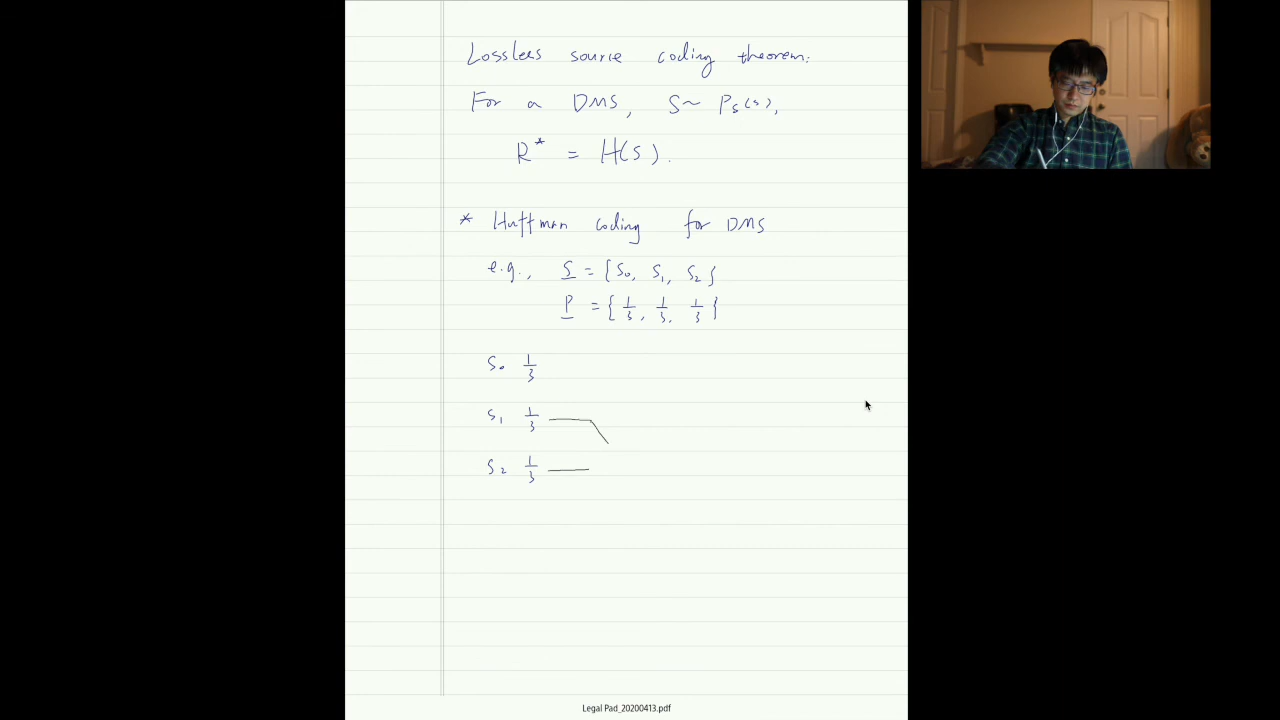 Lossless source coding theorem:
For a DMS, S ~ P_S(s),
R* = H(S).
* Huffman coding for DMS
e.g., S = {S₀, S₁, S₂}
P = {1/3, 1/3, 1/3}
S₀ 1/3
S₁ 1/3
S₂ 1/3
Legal Pad_20200413.pdf